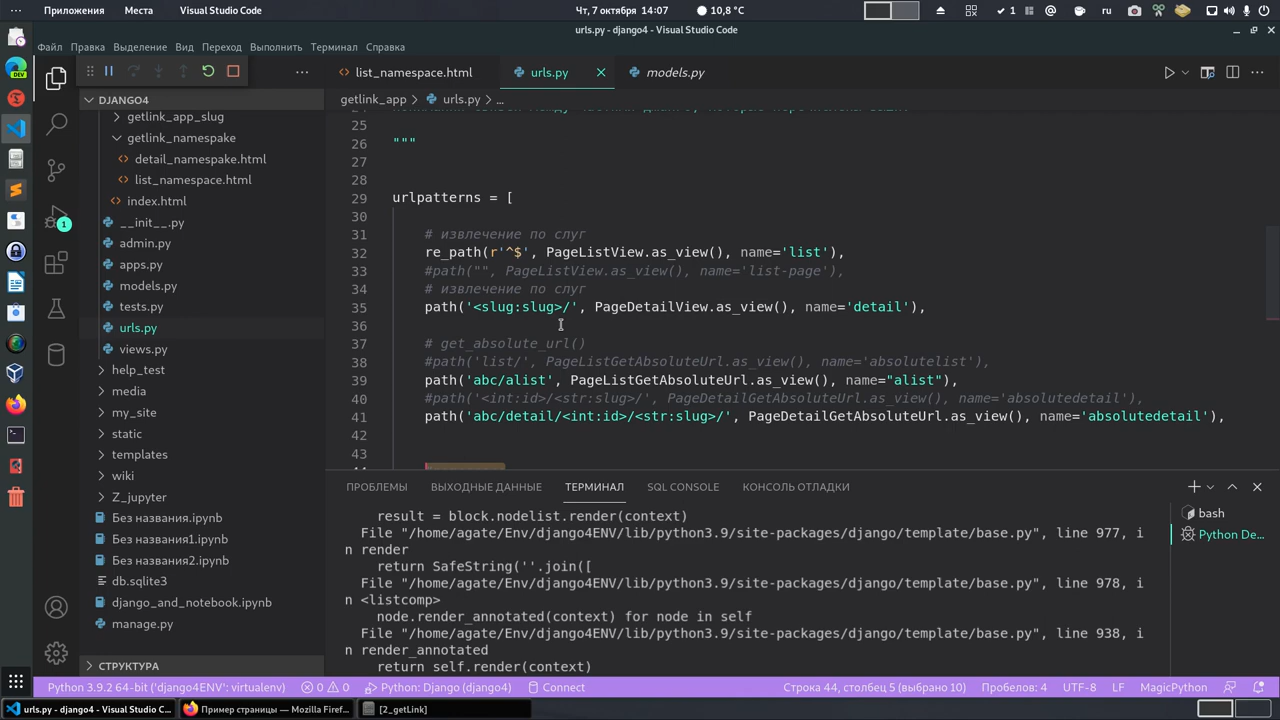 Приложения Места Visual Studio Code Чт, 7 октября 14:07 10,8 °C 1 ru
urls.py - django4 - Visual Studio Code
Файл Правка Выделение Вид Переход Выполнить Терминал Справка
list_namespace.html urls.py models.py
DJANGO4
getlink_app > urls.py > ...
getlink_app_slug
getlink_namespake
detail_namespake.html
list_namespace.html
index.html
__init__.py
admin.py
apps.py
models.py
tests.py
urls.py
views.py
help_test
media
my_site
static
templates
wiki
Z_jupyter
Без названия.ipynb
Без названия1.ipynb
Без названия2.ipynb
db.sqlite3
django_and_notebook.ipynb
manage.py
СТРУКТУРА
25
26 """
27
28
29 urlpatterns = [
30
31 # извлечение по слуг
32 re_path(r'^$', PageListView.as_view(), name='list'),
33 #path("", PageListView.as_view(), name='list-page'),
34 # извлечение по слуг
35 path('<slug:slug>/', PageDetailView.as_view(), name='detail'),
36
37 # get_absolute_url()
38 #path('list/', PageListGetAbsoluteUrl.as_view(), name='absolutelist'),
39 path('abc/alist', PageListGetAbsoluteUrl.as_view(), name="alist"),
40 #path('<int:id>/<str:slug>/', PageDetailGetAbsoluteUrl.as_view(), name='absolutedetail'),
41 path('abc/detail/<int:id>/<str:slug>/', PageDetailGetAbsoluteUrl.as_view(), name='absolutedetail'),
42
43
44
ПРОБЛЕМЫ ВЫХОДНЫЕ ДАННЫЕ ТЕРМИНАЛ SQL CONSOLE КОНСОЛЬ ОТЛАДКИ
result = block.nodelist.render(context)
File "/home/agate/Env/django4ENV/lib/python3.9/site-packages/django/template/base.py", line 977, i
n render
return SafeString(''.join([
File "/home/agate/Env/django4ENV/lib/python3.9/site-packages/django/template/base.py", line 978, i
n <listcomp>
node.render_annotated(context) for node in self
File "/home/agate/Env/django4ENV/lib/python3.9/site-packages/django/template/base.py", line 938, i
n render_annotated
return self.render(context)
bash
Python De...
Python 3.9.2 64-bit ('django4ENV': virtualenv) 0 0 Python: Django (django4) Connect Строка 44, столбец 5 (выбрано 10) Пробелов: 4 UTF-8 LF MagicPython
urls.py - django4 - Visual Studio C... Пример страницы — Mozilla Firef... [2_getLink]